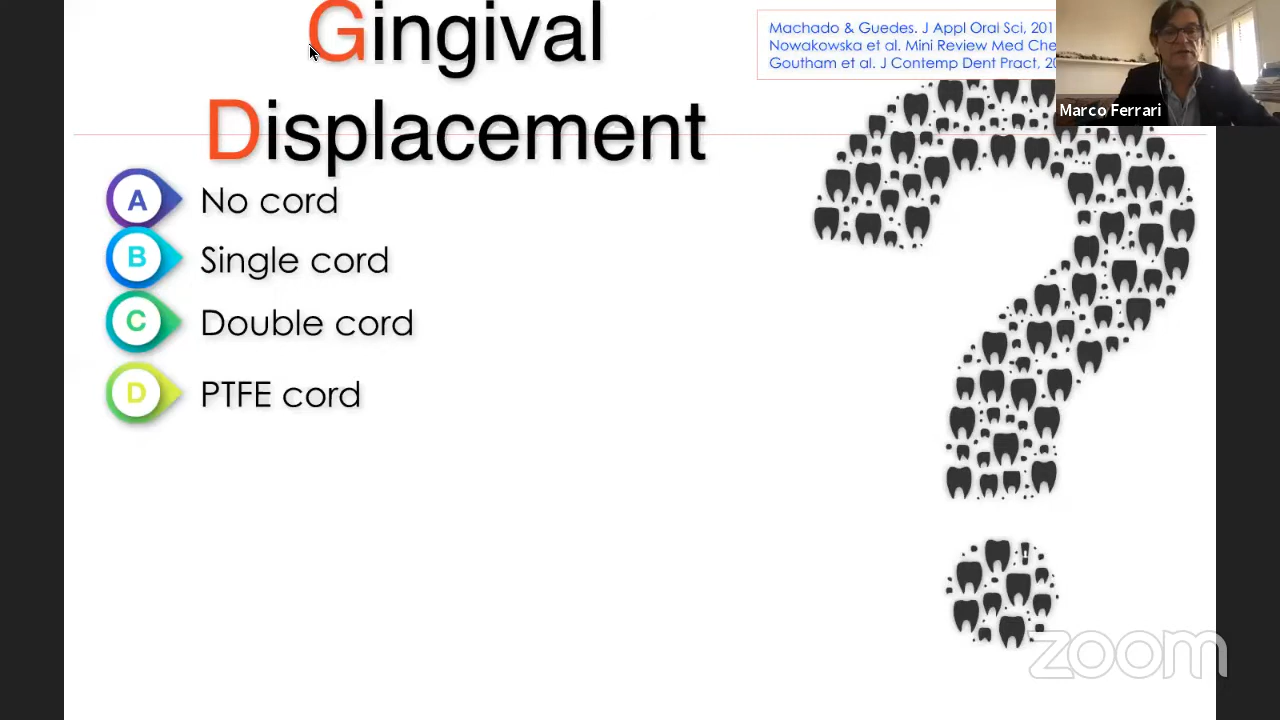 Gingival
Displacement
Machado & Guedes. J Appl Oral Sci, 201
Nowakowska et al. Mini Review Med Che
Goutham et al. J Contemp Dent Pract, 20
Marco Ferrari
A No cord
B Single cord
C Double cord
D PTFE cord
zoom